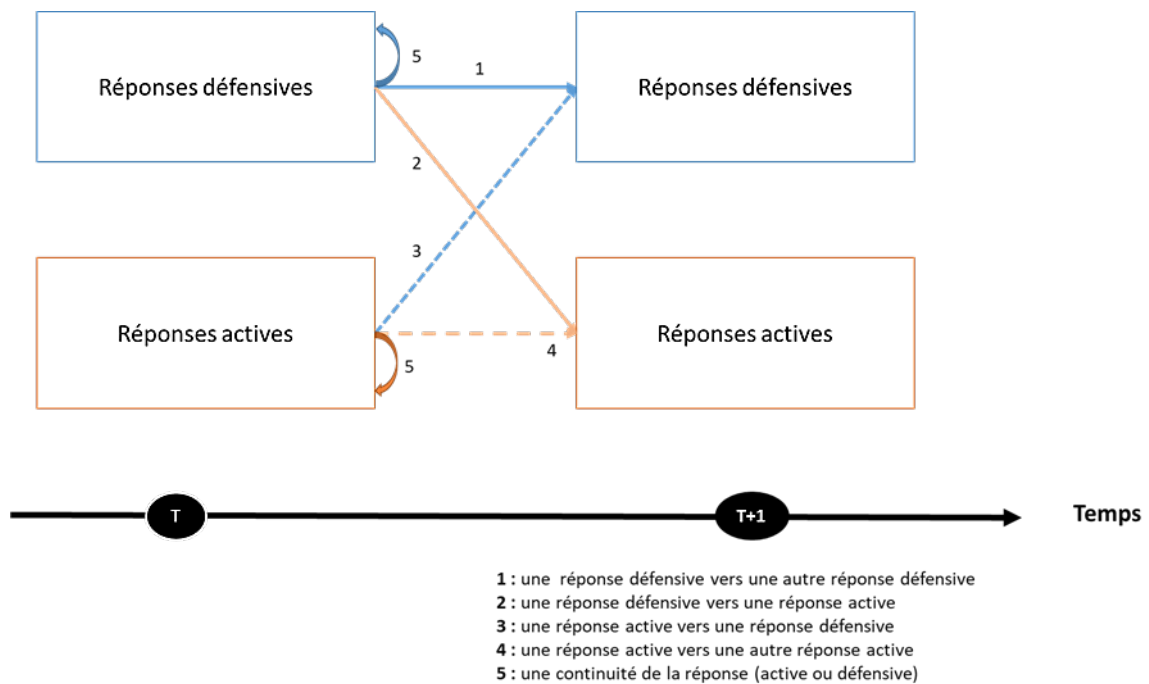 5
1
Réponses défensives
Réponses défensives
2
3
Réponses actives
Réponses actives
4
5
T
T+1
Temps
1 : une réponse défensive vers une autre réponse défensive
2 : une réponse défensive vers une réponse active
3 : une réponse active vers une réponse défensive
4 : une réponse active vers une autre réponse active
5 : une continuité de la réponse (active ou défensive)